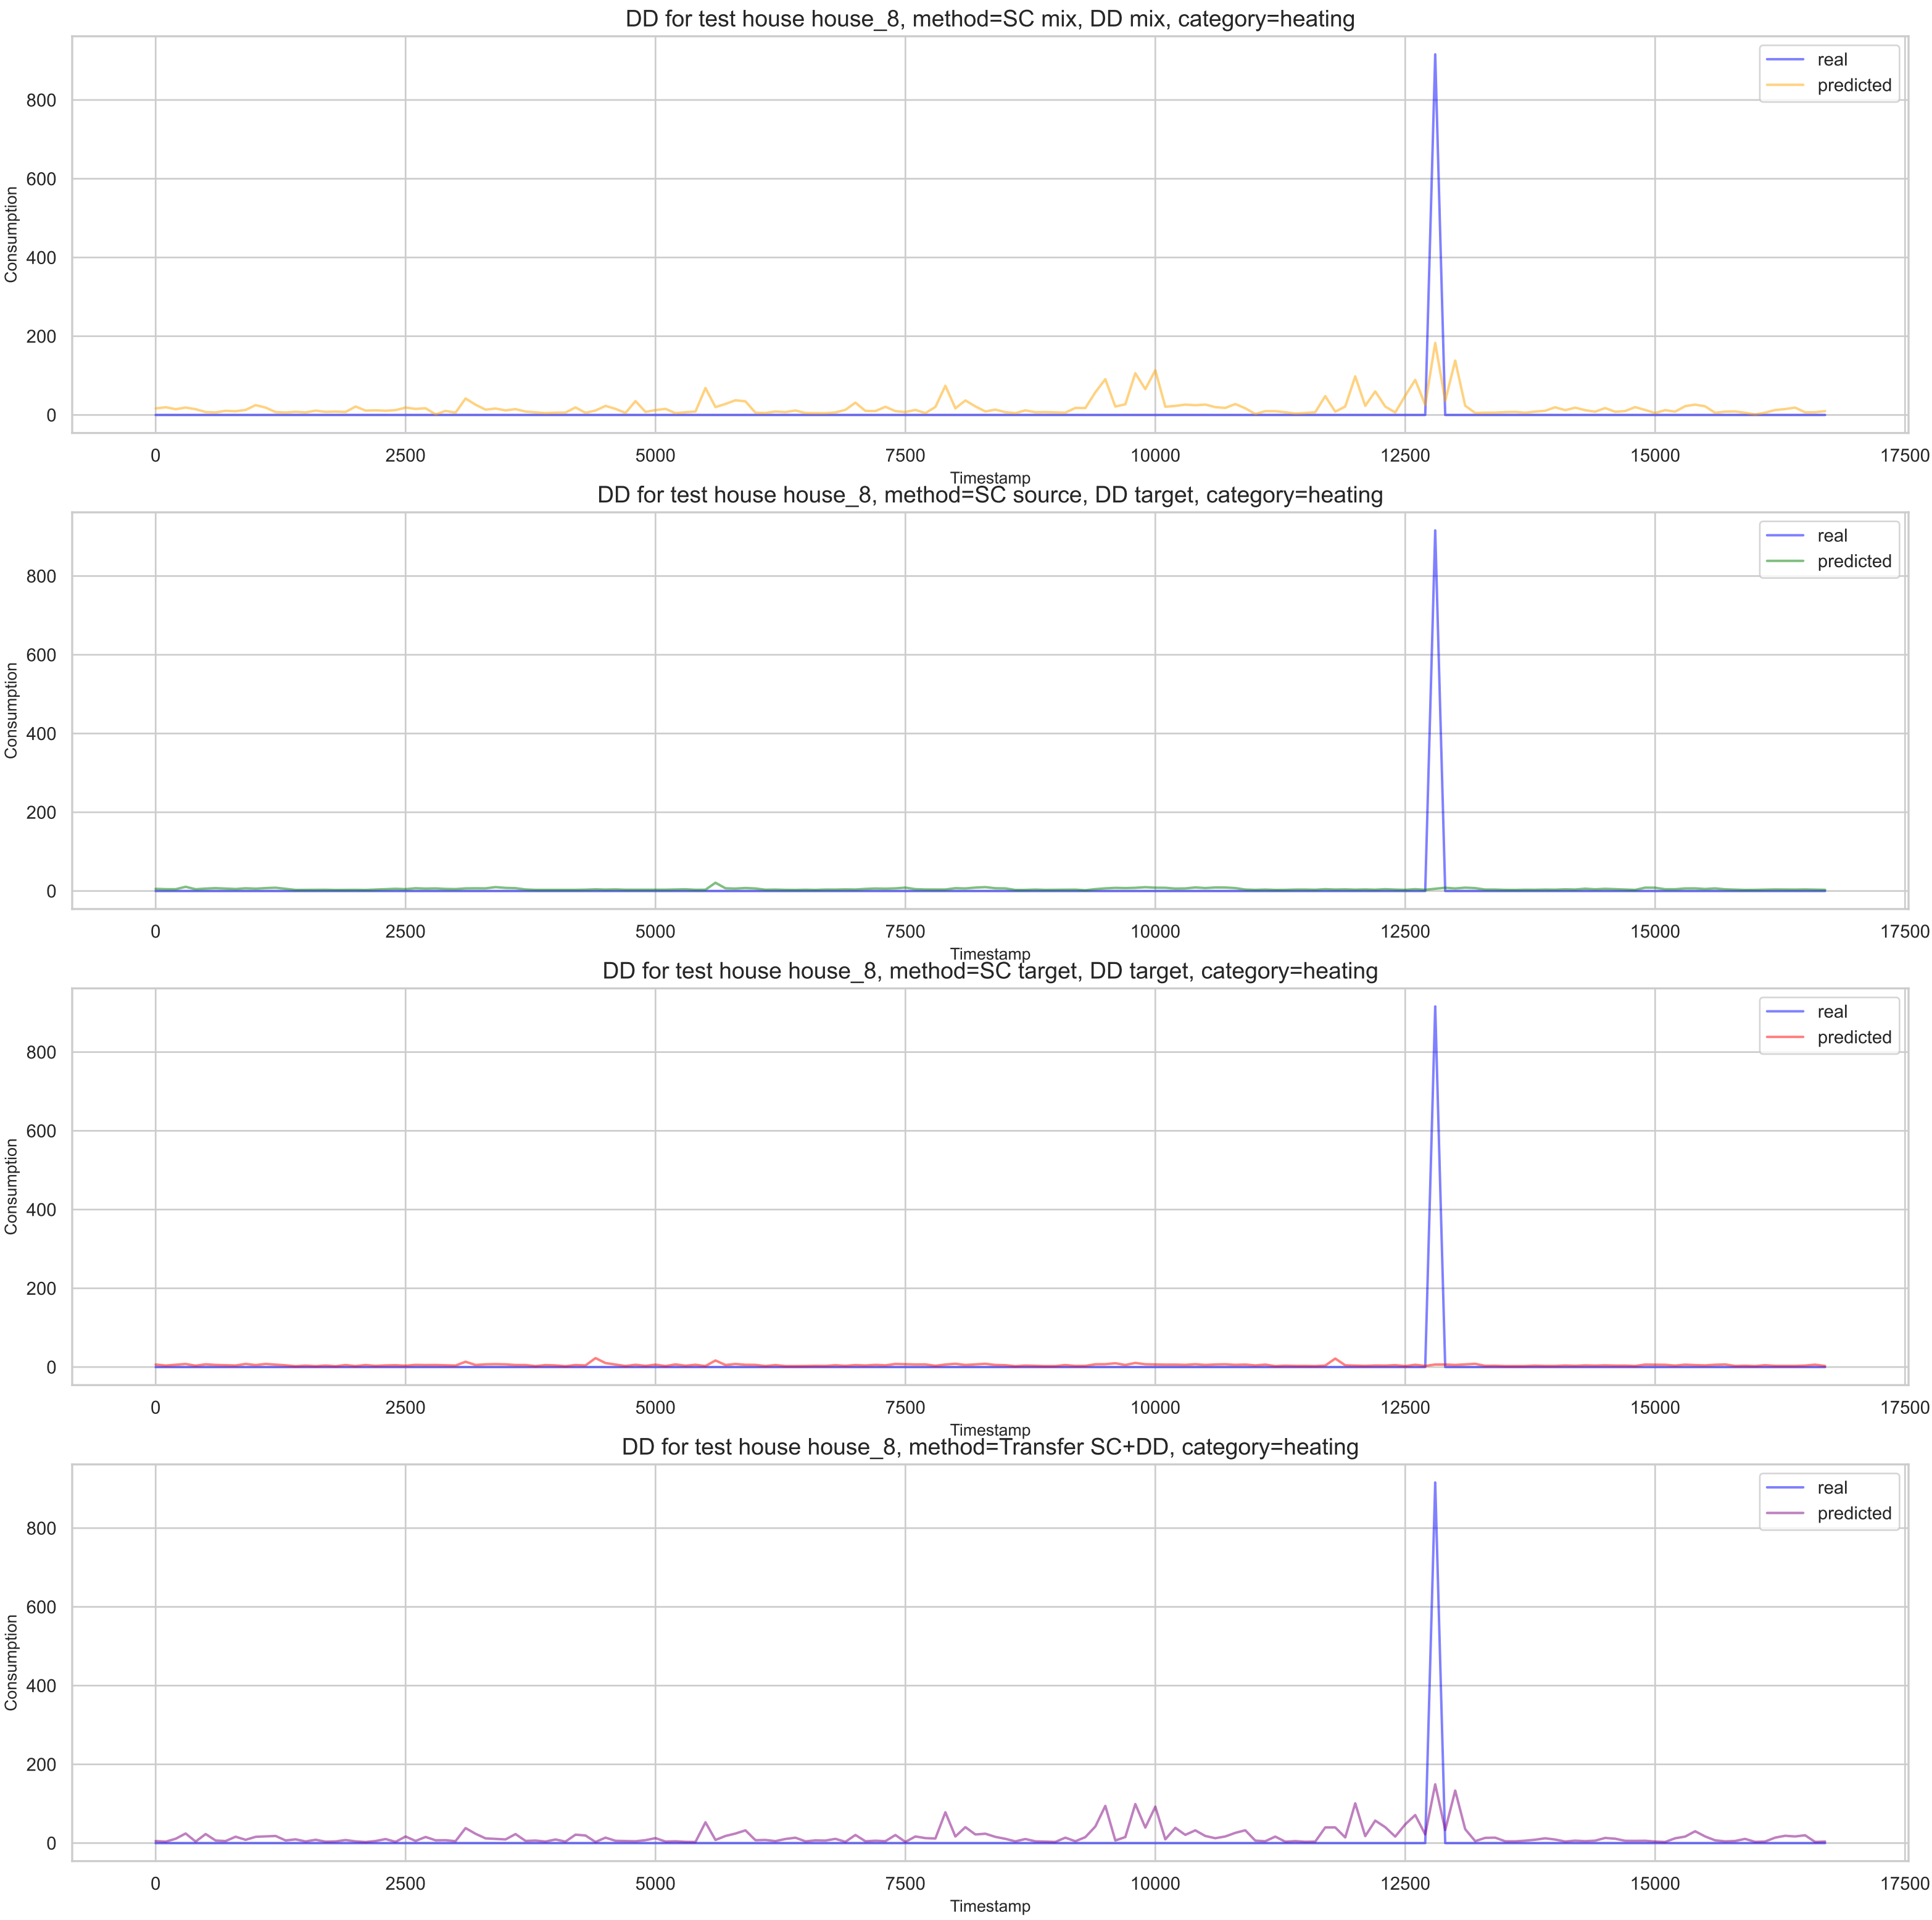 DD for test house house_8, method=SC mix, DD mix, category=heating
real
predicted
800
600
400
200
0
Consumption
0 2500 5000 7500 10000 12500 15000 17500
Timestamp
DD for test house house_8, method=SC source, DD target, category=heating
real
predicted
800
600
400
200
0
Consumption
0 2500 5000 7500 10000 12500 15000 17500
Timestamp
DD for test house house_8, method=SC target, DD target, category=heating
real
predicted
800
600
400
200
0
Consumption
0 2500 5000 7500 10000 12500 15000 17500
Timestamp
DD for test house house_8, method=Transfer SC+DD, category=heating
real
predicted
800
600
400
200
0
Consumption
0 2500 5000 7500 10000 12500 15000 17500
Timestamp